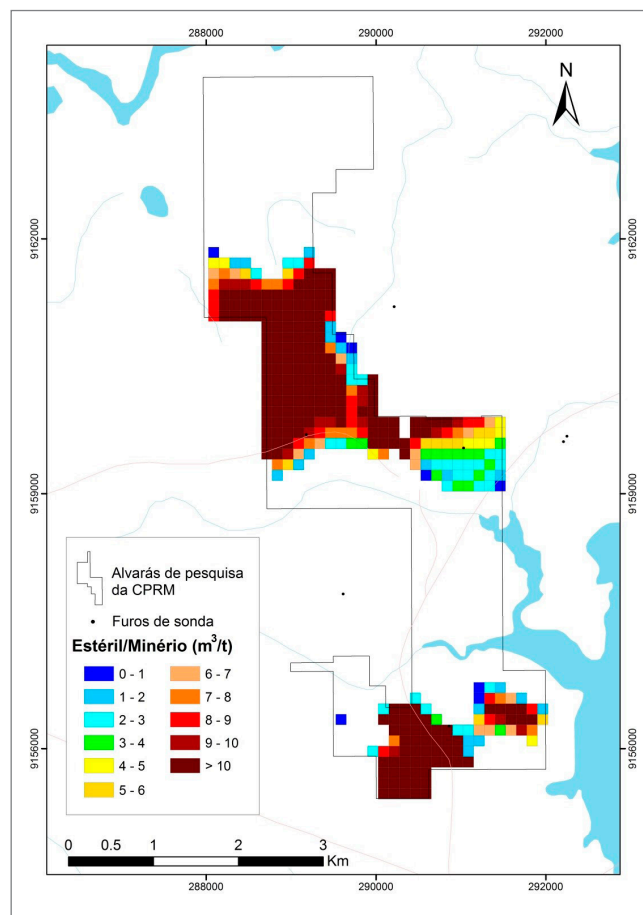 288000 290000 292000
N
9162000 9162000
9159000 9159000
Alvarás de pesquisa
da CPRM
Furos de sonda
Estéril/Minério (m³/t)
0 - 1 6 - 7
1 - 2 7 - 8
2 - 3 8 - 9
3 - 4 9 - 10
4 - 5 > 10
5 - 6
9156000 9156000
0 0.5 1 2 3
Km
288000 290000 292000